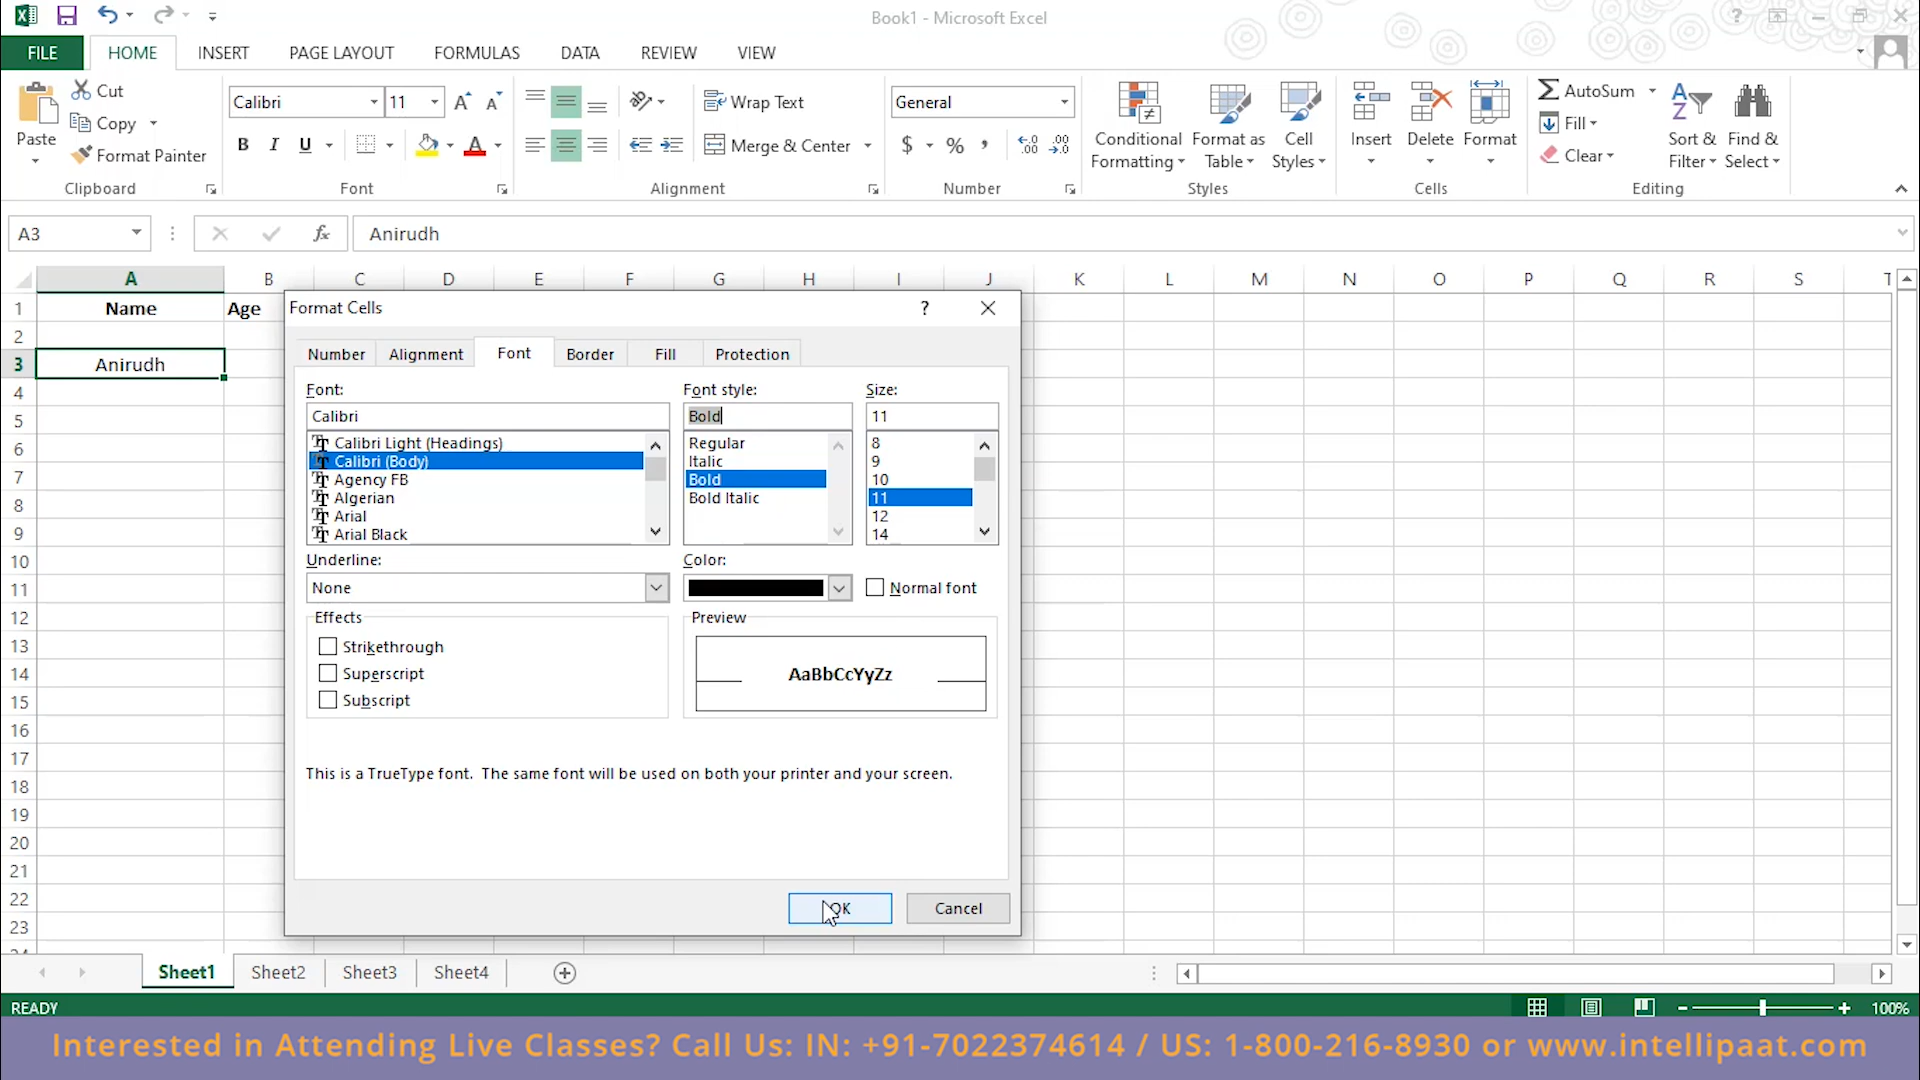 Book1 - Microsoft Excel
?
FILE HOME INSERT PAGE LAYOUT FORMULAS DATA REVIEW VIEW
Cut
Calibri 11
Wrap Text
General
AutoSum
Paste
Copy
Fill
B I U A
Merge & Center
$ % ,
Conditional Formatting
Format as Table
Cell Styles
Insert Delete Format
Sort & Filter
Find & Select
Format Painter
Clear
Clipboard Font Alignment Number Styles Cells Editing
A3 fx Anirudh
A B C D E F G H I J K L M N O P Q R S T
1 Name Age
2
3 Anirudh
4
5
6
7
8
9
10
11
12
13
14
15
16
17
18
19
20
21
22
23
24
Format Cells ?
Number Alignment Font Border Fill Protection
Font: Font style: Size:
Calibri Bold 11
Calibri Light (Headings) Regular 8
Calibri (Body) Italic 9
Agency FB Bold 10
Algerian Bold Italic 11
Arial 12
Arial Black 14
Underline: Color:
None Normal font
Effects Preview
Strikethrough
Superscript AaBbCcYyZz
Subscript
This is a TrueType font. The same font will be used on both your printer and your screen.
OK Cancel
Sheet1 Sheet2 Sheet3 Sheet4
READY 100%
Interested in Attending Live Classes? Call Us: IN: +91-7022374614 / US: 1-800-216-8930 or www.intellipaat.com